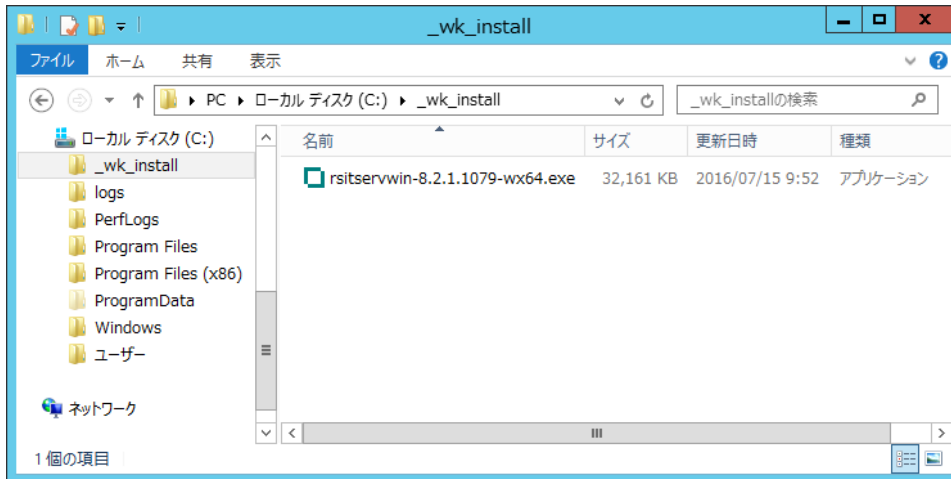 _wk_install
ファイル ホーム 共有 表示
PC ローカル ディスク (C:) _wk_install _wk_installの検索
ローカル ディスク (C:)
_wk_install
logs
PerfLogs
Program Files
Program Files (x86)
ProgramData
Windows
ユーザー
ネットワーク
名前 サイズ 更新日時 種類
rsitservwin-8.2.1.1079-wx64.exe 32,161 KB 2016/07/15 9:52 アプリケーション
1 個の項目